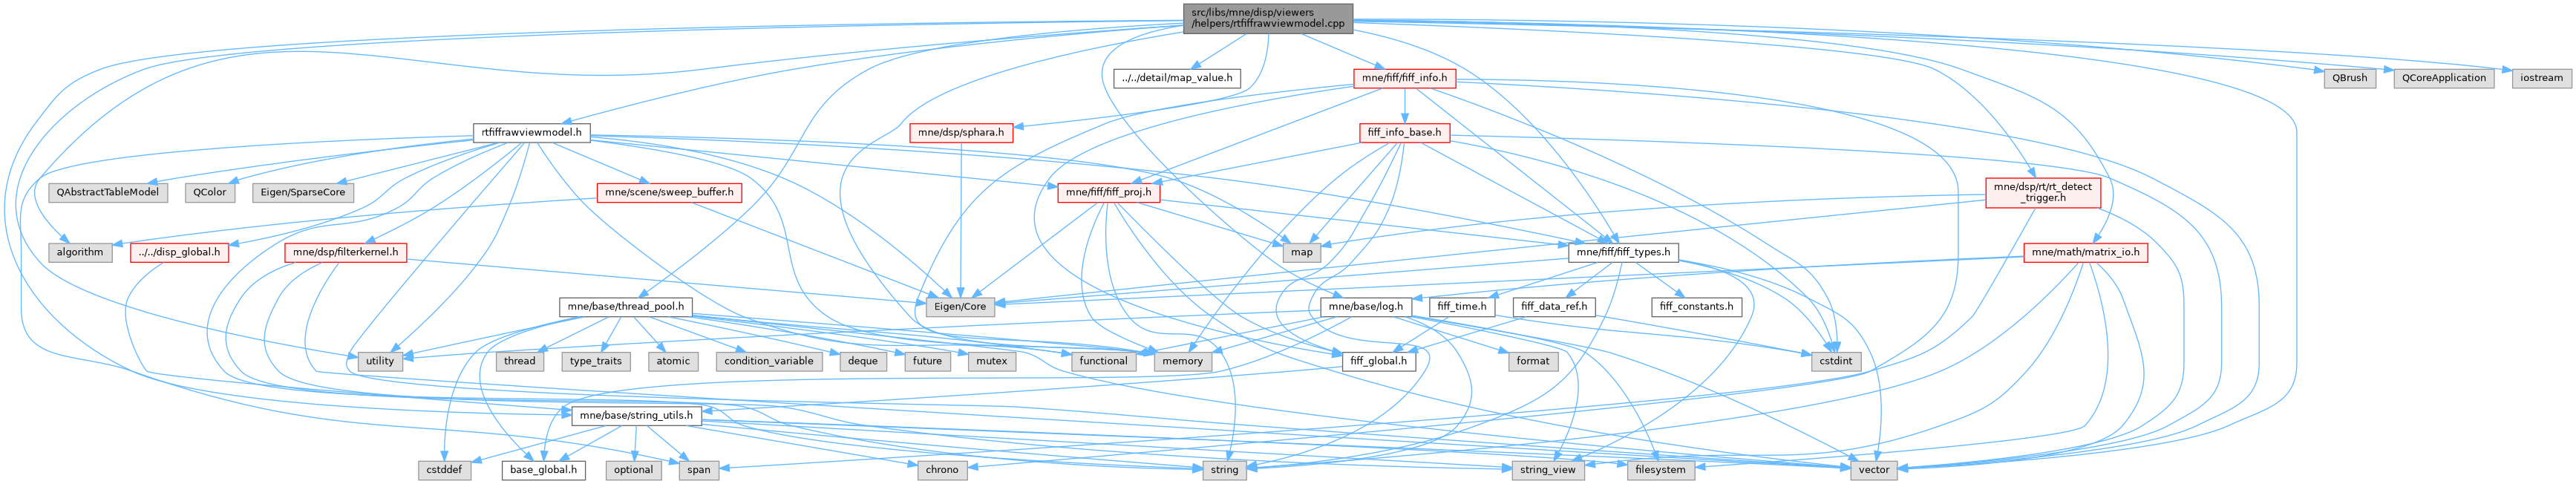 src/libs/mne/disp/viewers
/helpers/rtfiffrawviewmodel.cpp
../../detail/map_value.h
mne/fiff/fiff_info.h
QBrush
QCoreApplication
iostream
rtfiffrawviewmodel.h
mne/dsp/sphara.h
fiff_info_base.h
QAbstractTableModel
QColor
Eigen/SparseCore
mne/scene/sweep_buffer.h
mne/fiff/fiff_proj.h
mne/dsp/rt/rt_detect
_trigger.h
algorithm
../../disp_global.h
mne/dsp/filterkernel.h
map
mne/fiff/fiff_types.h
mne/math/matrix_io.h
mne/base/thread_pool.h
Eigen/Core
mne/base/log.h
fiff_time.h
fiff_data_ref.h
fiff_constants.h
utility
thread
type_traits
atomic
condition_variable
deque
future
mutex
functional
memory
fiff_global.h
format
cstdint
mne/base/string_utils.h
cstddef
base_global.h
optional
span
chrono
string
string_view
filesystem
vector